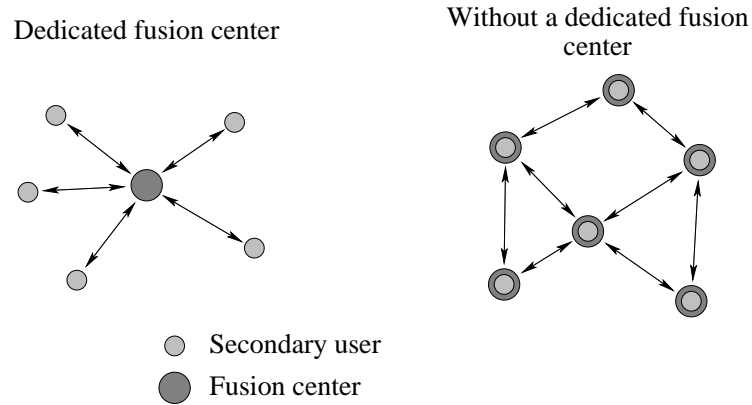 Dedicated fusion center
Without a dedicated fusion
center
Secondary user
Fusion center